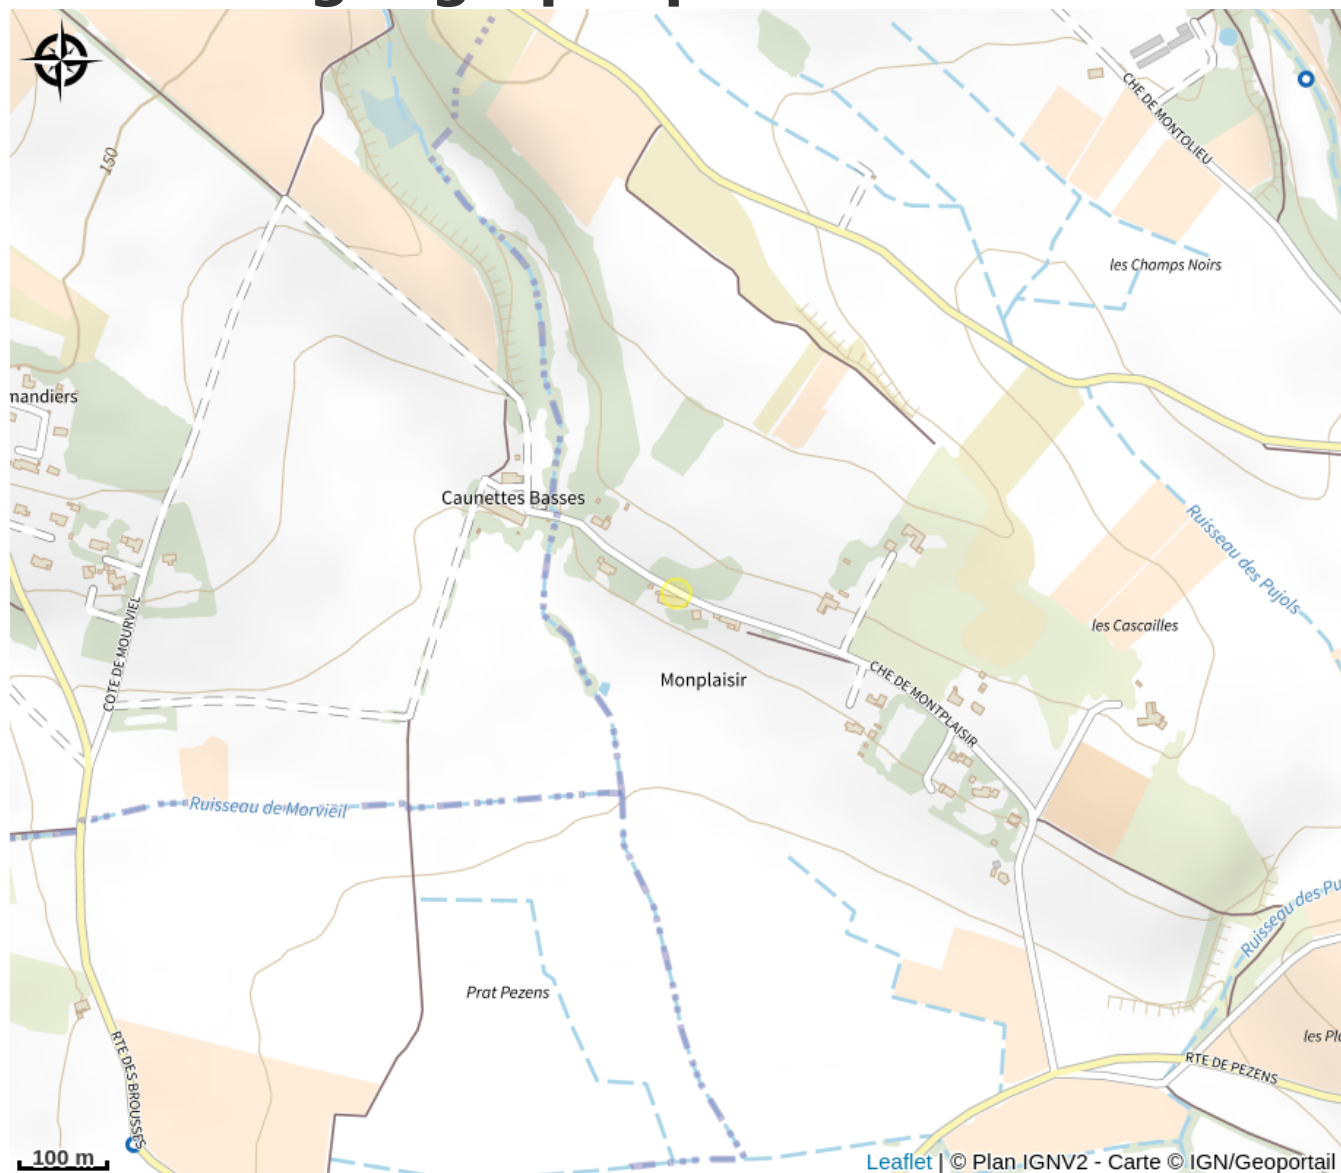 CHE DE MONTOLIEU
150
les Champs Noirs
mandiers
Caunettes Basses
Ruisseau des Pujols
les Cascailles
COTE DE MOURVIEL
Monplaisir
CHE DE MONTPLAISIR
Ruisseau de Morvieil
Ruisseau des Pu
Prat Pezens
les Pl
RTE DES BROUSSES
RTE DE PEZENS
100 m
Leaflet | © Plan IGNV2 - Carte © IGN/Geoportail